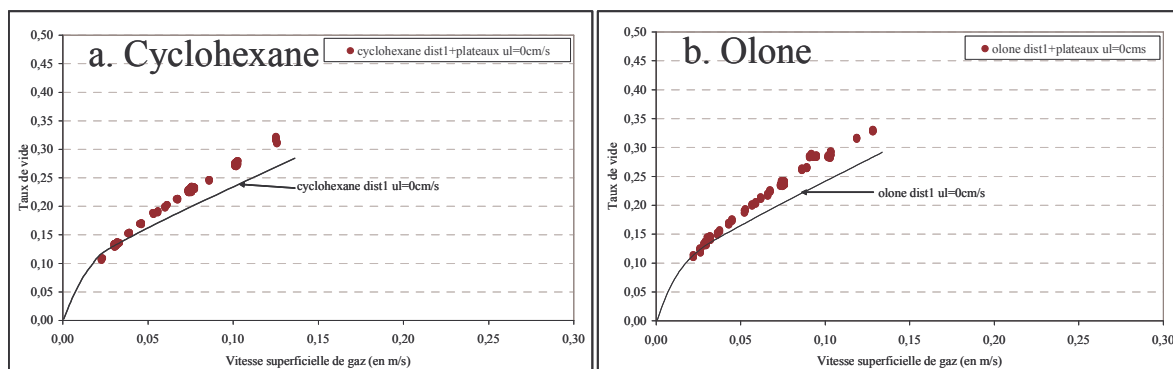 a. Cyclohexane
cyclohexane dist1+plateaux ul=0cm/s
0,50
0,45
0,40
0,35
0,30
0,25
0,20
0,15
0,10
0,05
0,00
Taux de vide
cyclohexane dist1 ul=0cm/s
0,00 0,05 0,10 0,15 0,20 0,25 0,30
Vitesse superficielle de gaz (en m/s)
b. Olone
olone dist1+plateaux ul=0cms
0,50
0,45
0,40
0,35
0,30
0,25
0,20
0,15
0,10
0,05
0,00
Taux de vide
olone dist1 ul=0cm/s
0,00 0,05 0,10 0,15 0,20 0,25 0,30
Vitesse superficielle de gaz (en m/s)